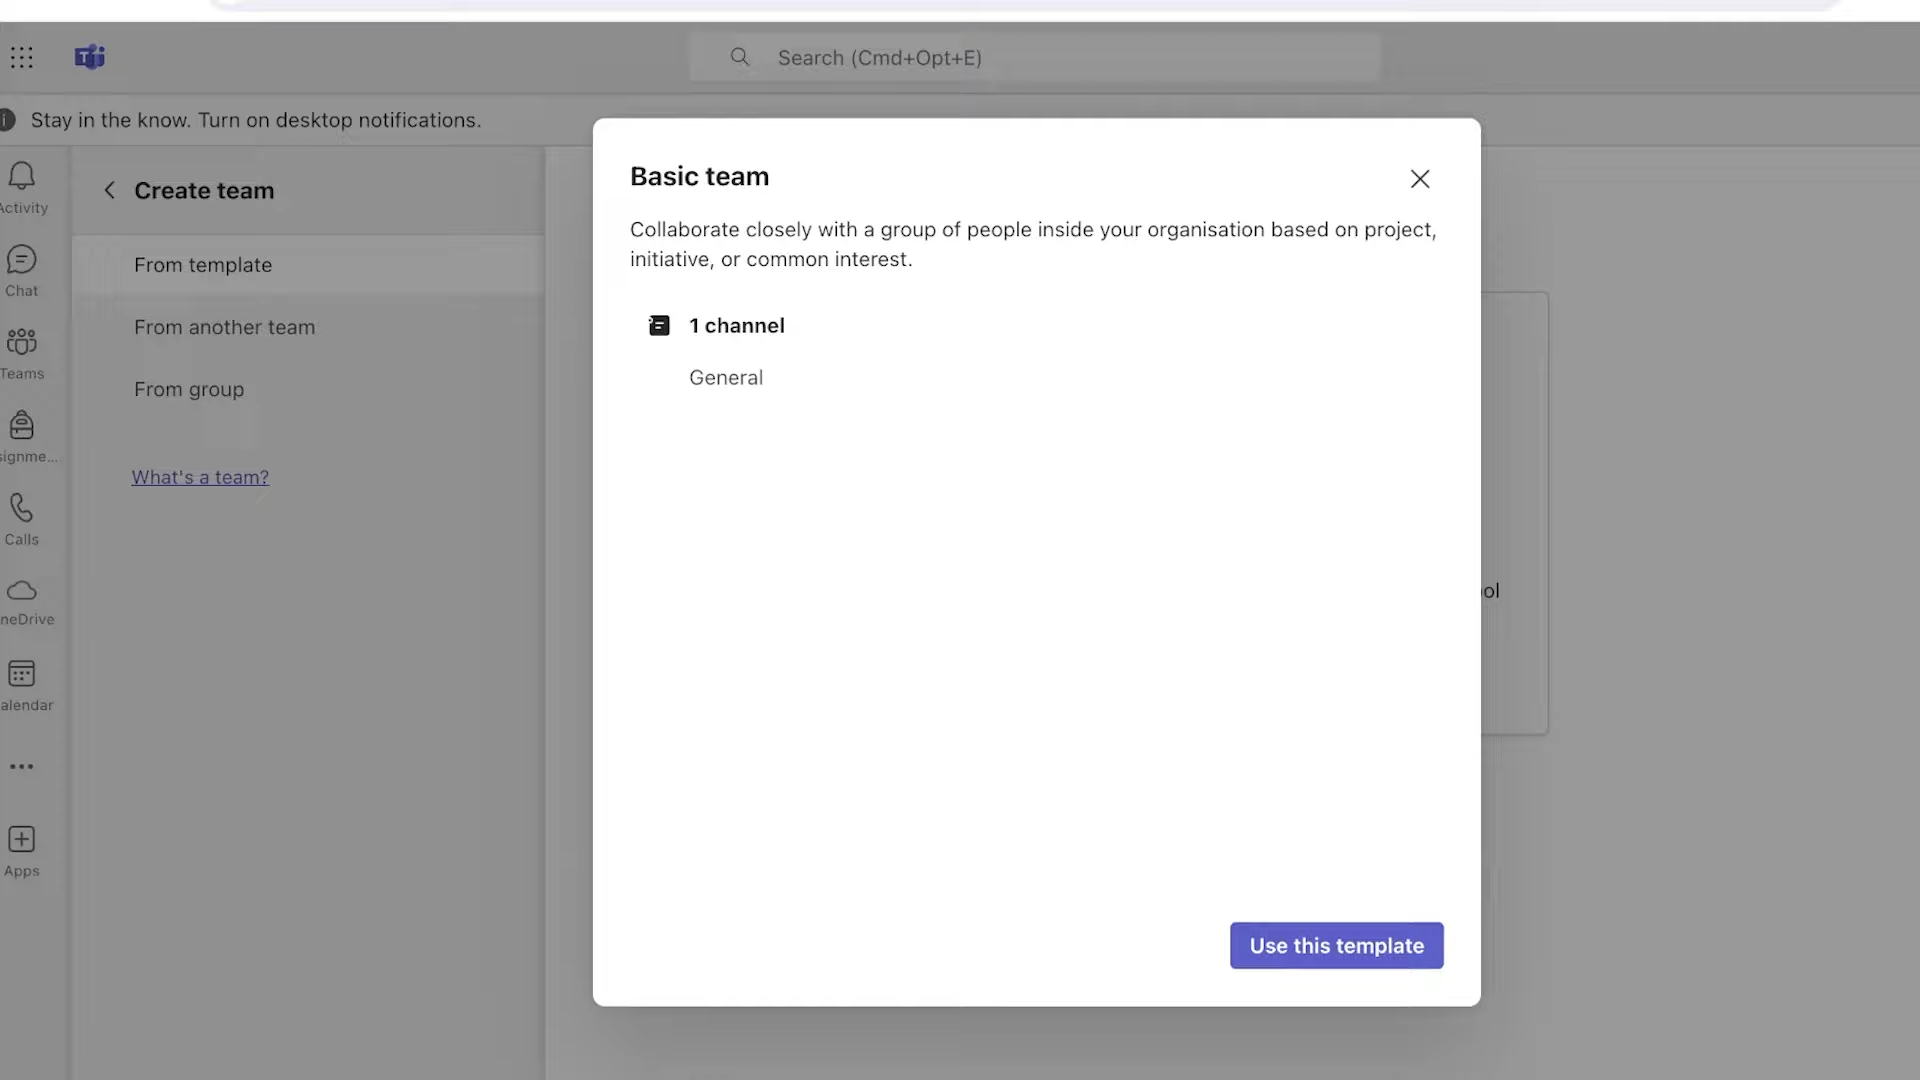 Search (Cmd+Opt+E)
Stay in the know. Turn on desktop notifications.
Activity
Create team
From template
From another team
From group
What's a team?
Chat
Teams
signme...
Calls
neDrive
alendar
Apps
Basic team
Collaborate closely with a group of people inside your organisation based on project,
initiative, or common interest.
1 channel
General
ol
Use this template